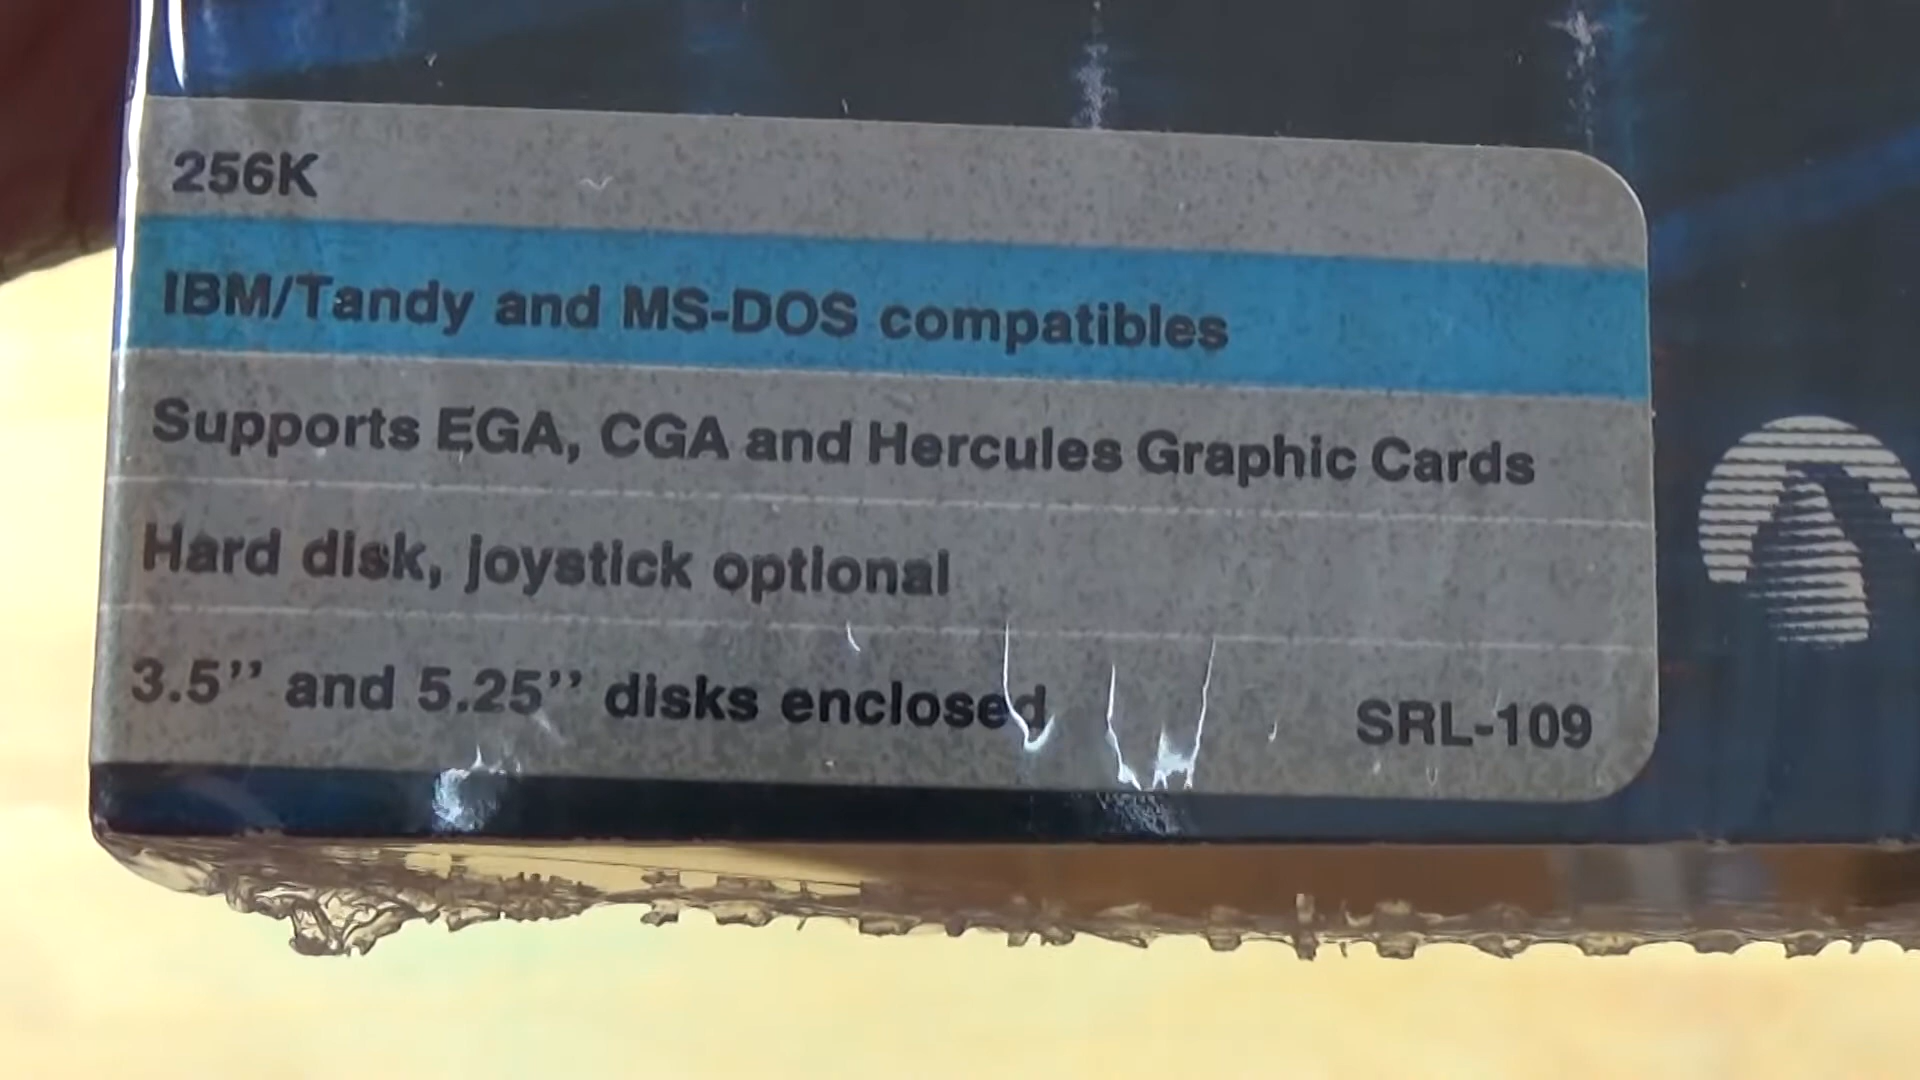 256K
IBM/Tandy and MS-DOS compatibles
Supports EGA, CGA and Hercules Graphic Cards
Hard disk, joystick optional
3.5’’ and 5.25’’ disks enclosed SRL-109